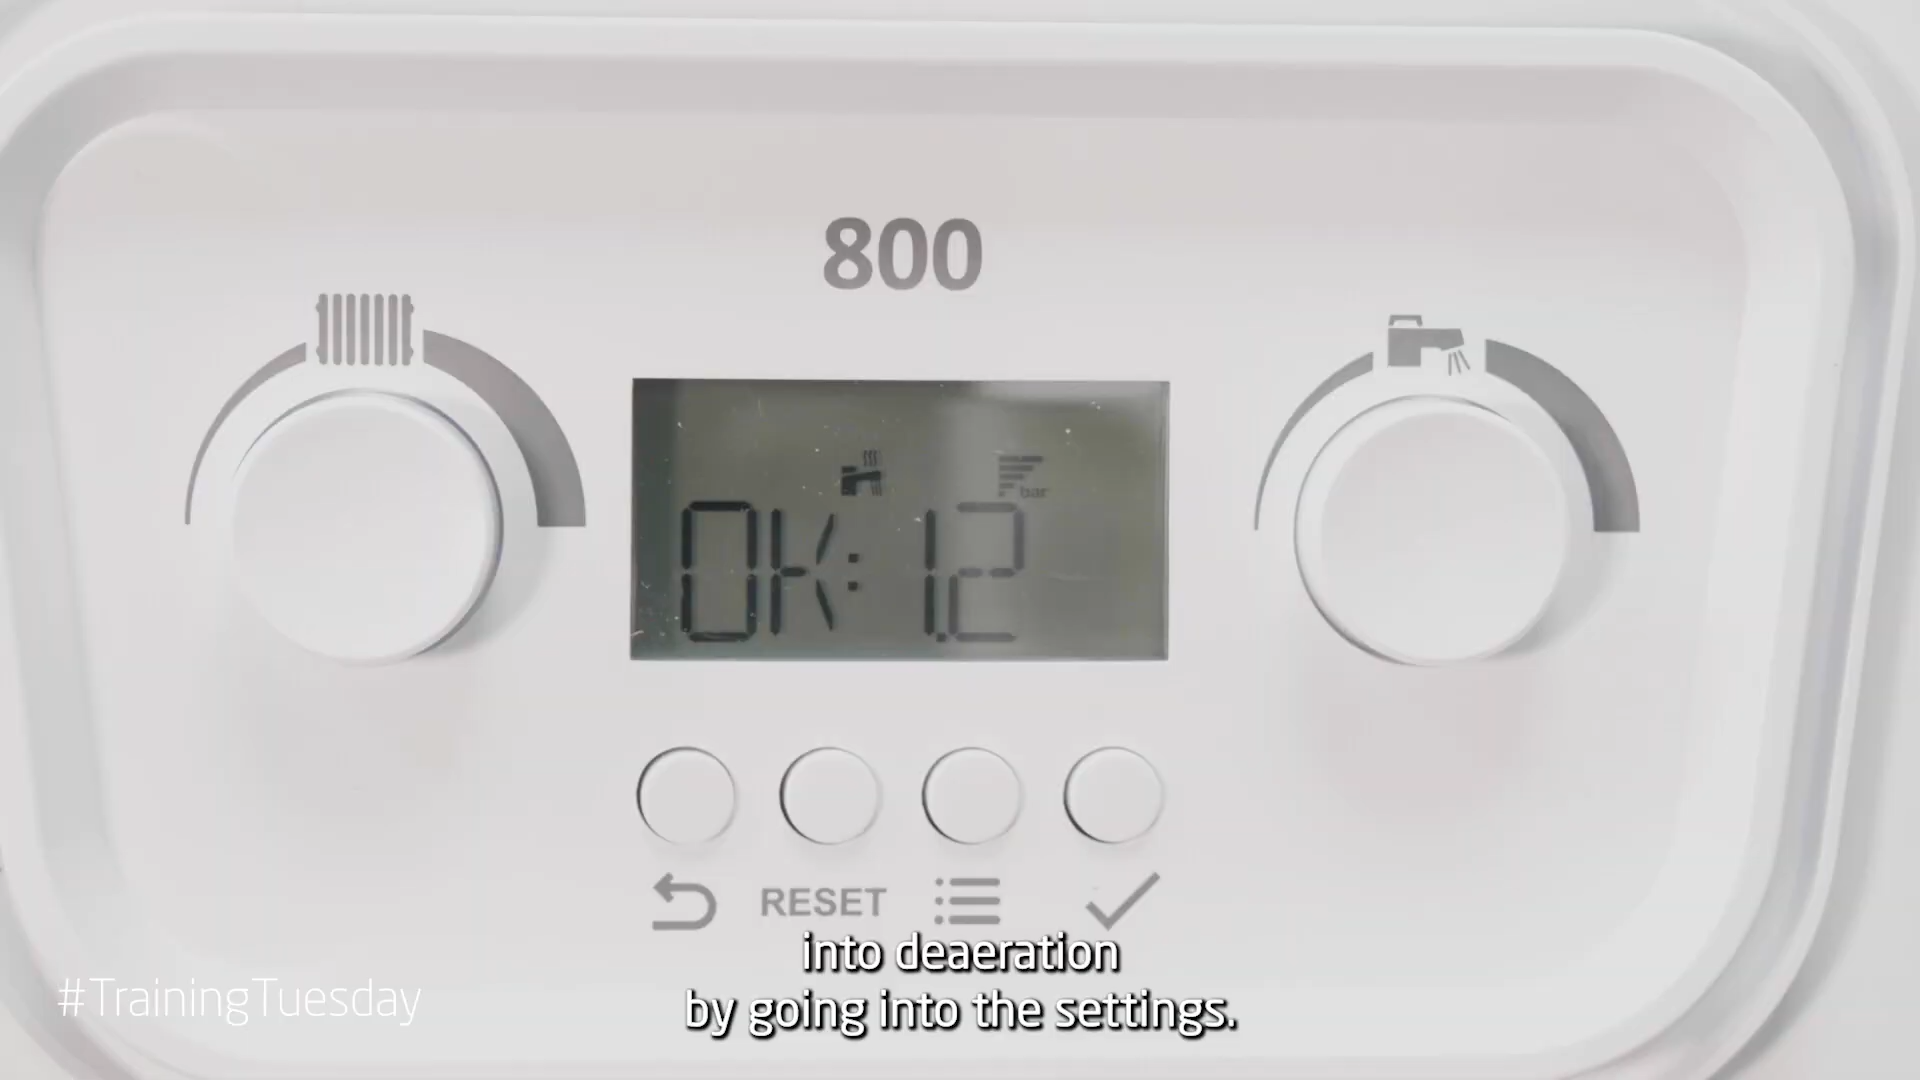 800
bar
OK: 1.2
RESET
into deaeration
by going into the settings.
#TrainingTuesday